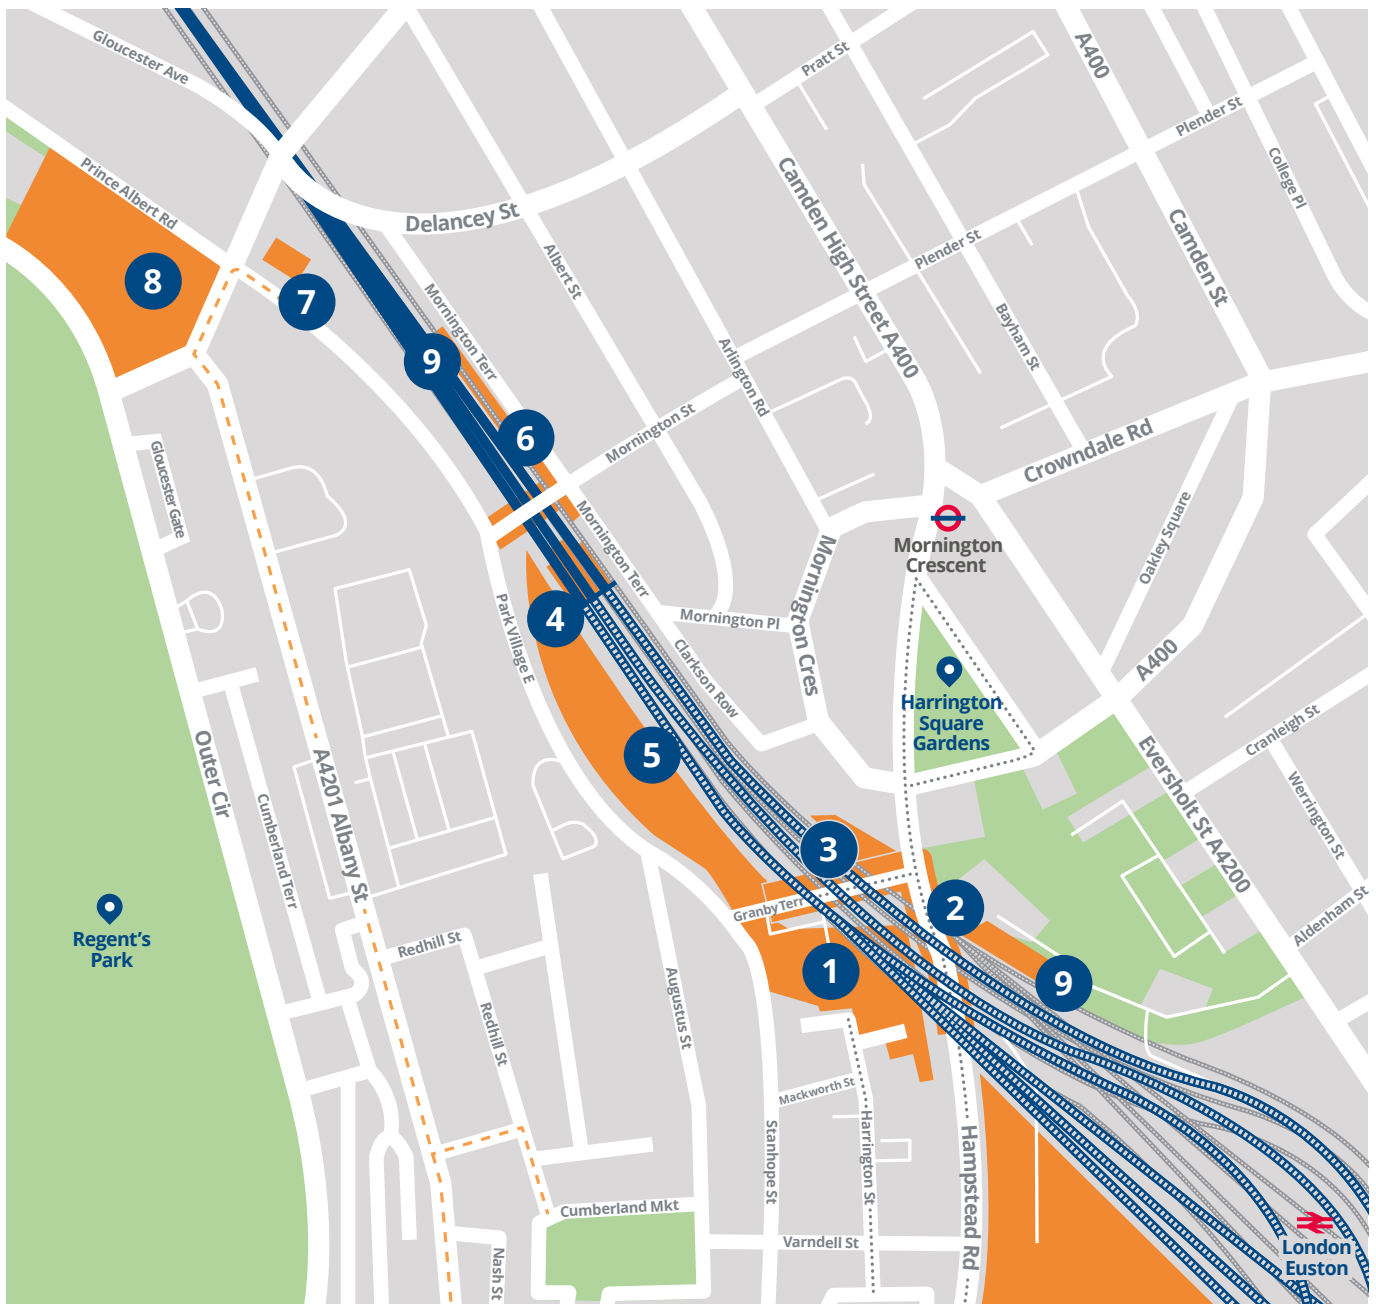 Gloucester Ave
Pratt St
A400
Plender St
College Pl
Prince Albert Rd
Delancey St
Camden High Street A400
Camden St
Plender St
Albert St
8
7
Mornington Terr
9
Arlington Rd
Bayham St
6
Mornington St
Crowndale Rd
Gloucester Gate
Mornington Terr
Mornington
Crescent
Oakley Square
Mornington Cres
4
Park Village E
Mornington Pl
Clarkson Row
A400
Harrington
Square
Gardens
5
Outer Cir
A4201 Albany St
Cumberland Terr
Eversholt St A4200
Cranleigh St
Werrington St
3
Granby Terr
2
Aldenham St
Regent's
Park
Redhill St
1
9
Augustus St
Redhill St
Mackworth St
Harrington St
Stanhope St
Hampstead Rd
Cumberland Mkt
Varndell St
Nash St
London
Euston